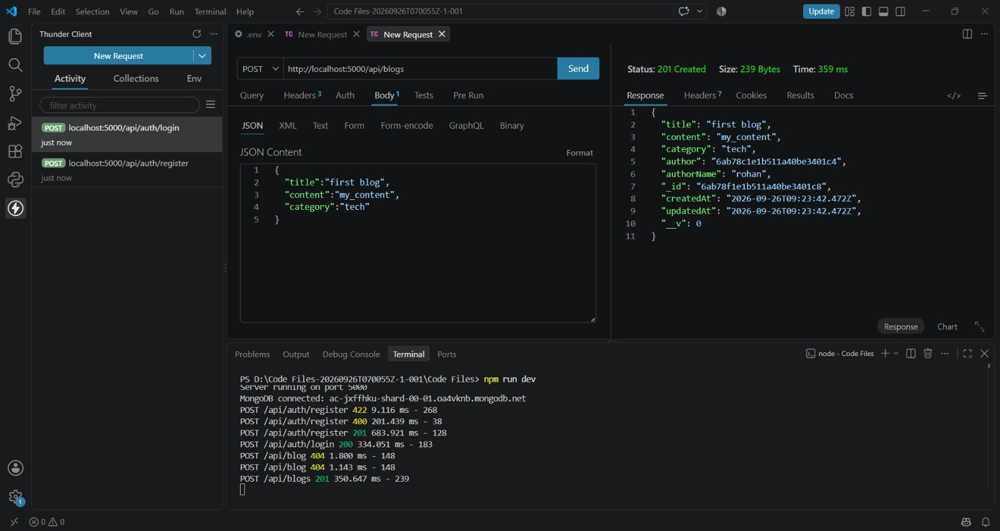 File Edit Selection View Go Run Terminal Help
Code Files-20260926T070055Z-1-001
Update
Thunder Client
New Request
Activity Collections Env
filter activity
POST localhost:5000/api/auth/login
just now
POST localhost:5000/api/auth/register
just now
.env
TC New Request
TC New Request
POST http://localhost:5000/api/blogs Send
Query Headers 3 Auth Body 1 Tests Pre Run
JSON XML Text Form Form-encode GraphQL Binary
JSON Content Format
1 {
2 "title":"first blog",
3 "content":"my_content",
4 "category":"tech"
5 }
Status: 201 Created Size: 239 Bytes Time: 359 ms
Response Headers 7 Cookies Results Docs
</>
1 {
2 "title": "first blog",
3 "content": "my_content",
4 "category": "tech",
5 "author": "6ab78c1e1b511a40be3401c4",
6 "authorName": "rohan",
7 "_id": "6ab78f1e1b511a40be3401c8",
8 "createdAt": "2026-09-26T09:23:42.472Z",
9 "updatedAt": "2026-09-26T09:23:42.472Z",
10 "__v": 0
11 }
Response Chart
Problems Output Debug Console Terminal Ports
node - Code Files
PS D:\Code Files-20260926T070055Z-1-001\Code Files> npm run dev
Server running on port 5000
MongoDB connected: ac-jxffhku-shard-00-01.oa4vknb.mongodb.net
POST /api/auth/register 422 9.116 ms - 268
POST /api/auth/register 400 201.439 ms - 38
POST /api/auth/register 201 683.921 ms - 128
POST /api/auth/login 200 334.051 ms - 183
POST /api/blog 404 1.800 ms - 148
POST /api/blog 404 1.143 ms - 148
POST /api/blogs 201 350.647 ms - 239
1
0 0